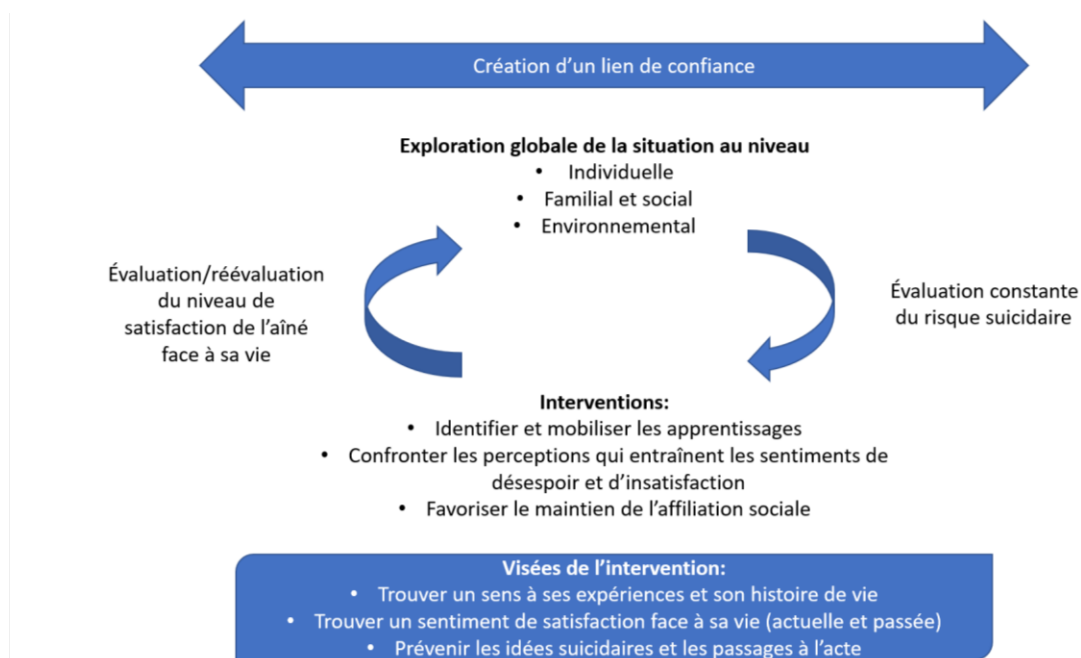 Création d’un lien de confiance
Exploration globale de la situation au niveau
• Individuelle
• Familial et social
• Environnemental
Évaluation/réévaluation
du niveau de
satisfaction de l’aîné
face à sa vie
Évaluation constante
du risque suicidaire
Interventions:
• Identifier et mobiliser les apprentissages
• Confronter les perceptions qui entraînent les sentiments de
désespoir et d’insatisfaction
• Favoriser le maintien de l’affiliation sociale
Visées de l’intervention:
• Trouver un sens à ses expériences et son histoire de vie
• Trouver un sentiment de satisfaction face à sa vie (actuelle et passée)
• Prévenir les idées suicidaires et les passages à l’acte